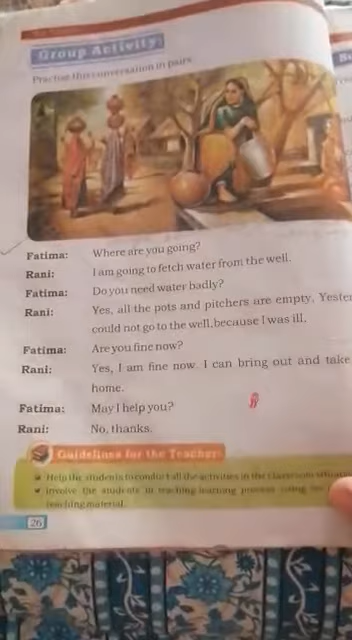 Group Activity
Practise this conversation in pairs.
Fatima: Where are you going?
Rani: I am going to fetch water from the well.
Fatima: Do you need water badly?
Rani: Yes, all the pots and pitchers are empty. Yester
could not go to the well, because I was ill.
Fatima: Are you fine now?
Rani: Yes, I am fine now. I can bring out and take
home.
Fatima: May I help you?
Rani: No, thanks.
Guidelines for the Teacher:
Help the students to conduct all the activities in the classroom
involve the students in teaching-learning process using
teaching material.
26